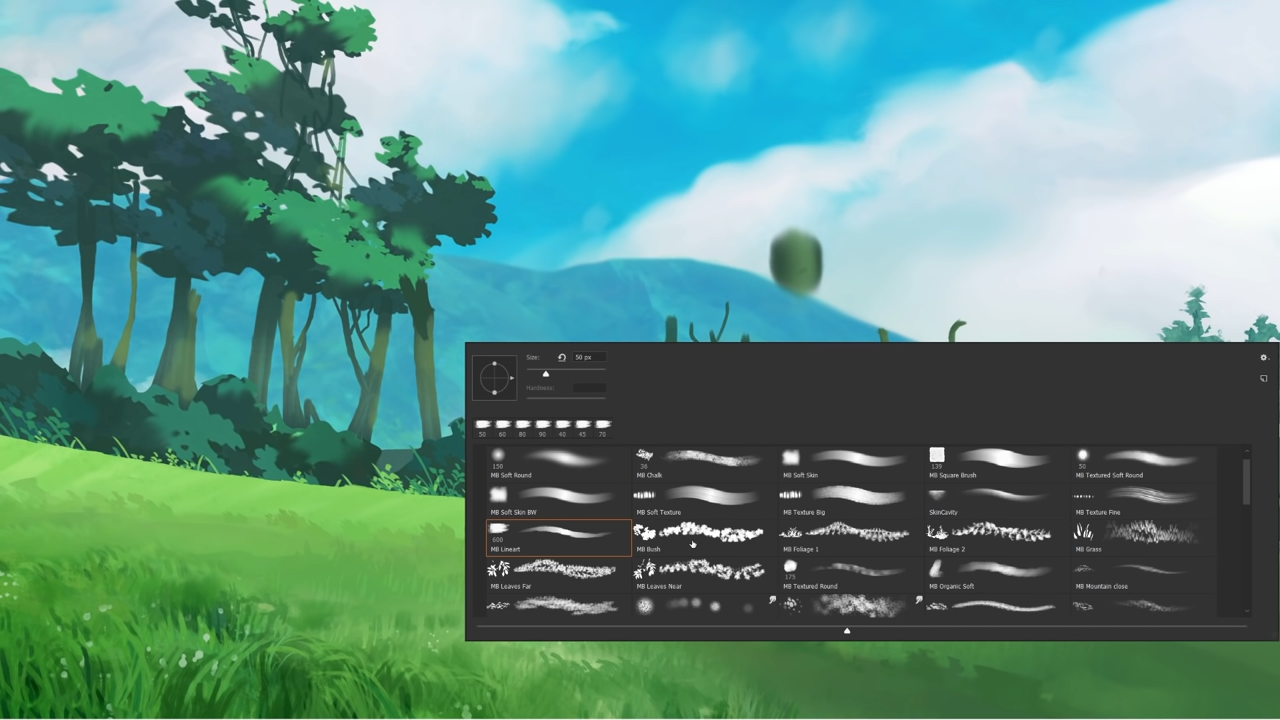 Size: 50 px
Hardness:
50 60 80 90 40 45 70
150 36 139 50
MB Soft Round MB Chalk MB Soft Skin MB Square Brush MB Textured Soft Round
MB Soft Skin BW MB Soft Texture MB Texture Big SkinCavity MB Texture Fine
600
MB Lineart MB Bush MB Foliage 1 MB Foliage 2 MB Grass
175
MB Leaves Far MB Leaves Near MB Textured Round MB Organic Soft MB Mountain close